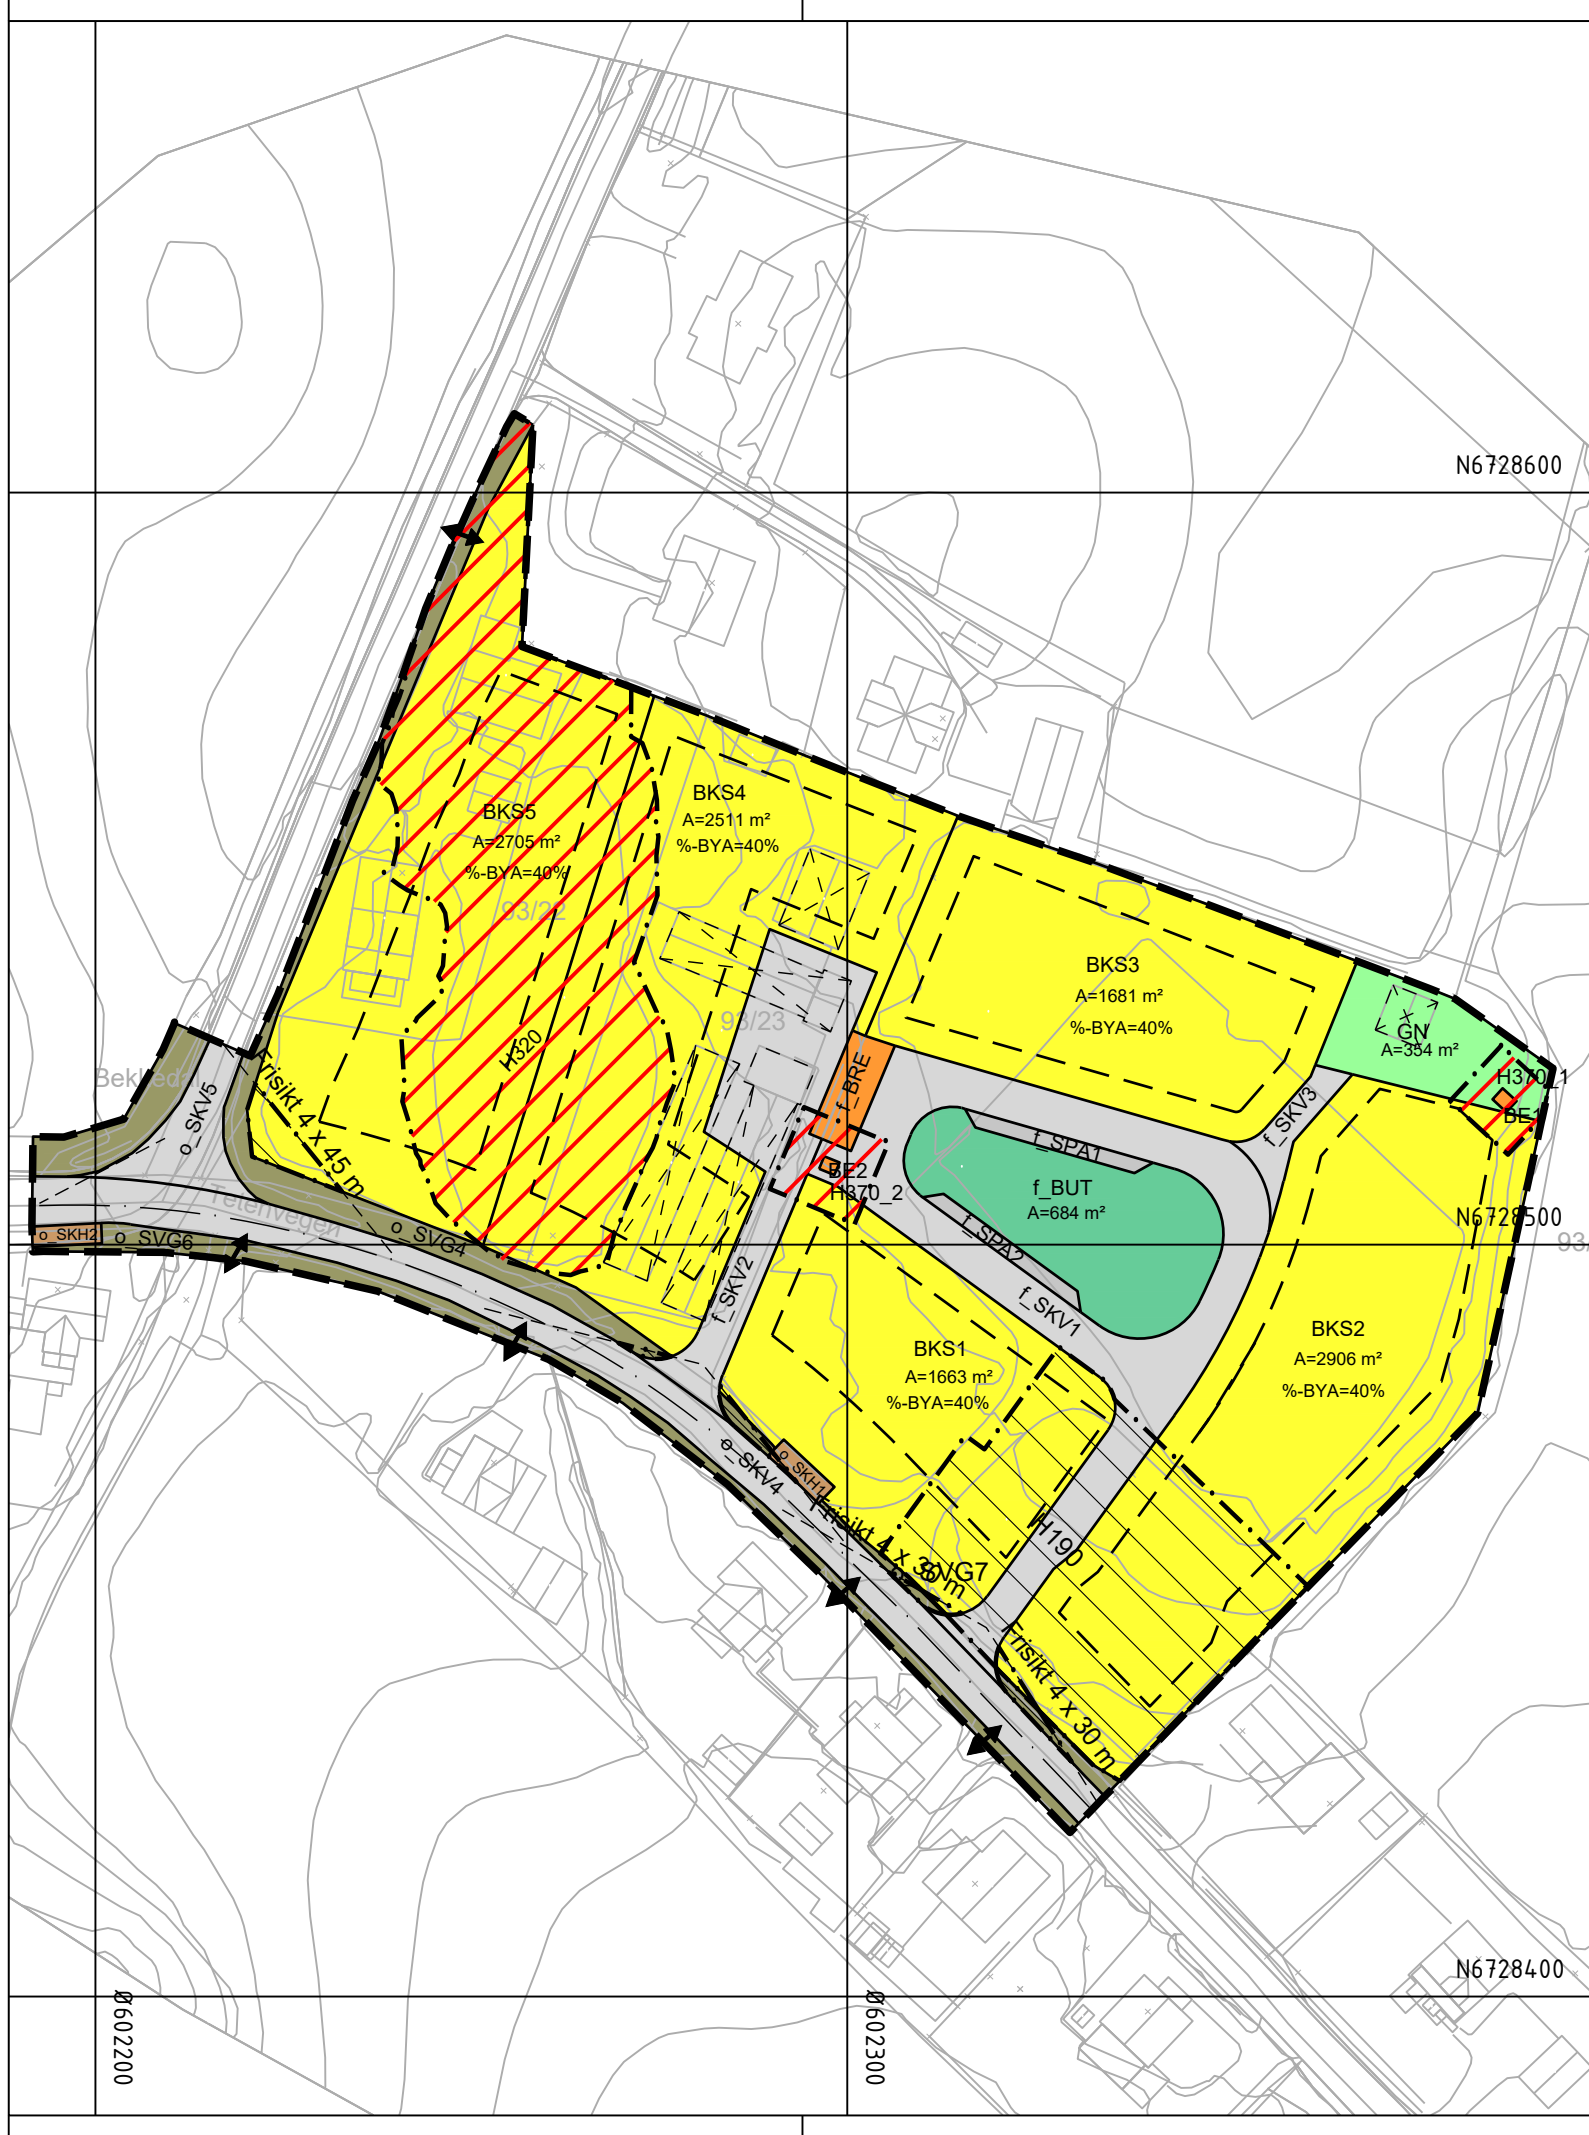 N6728600
BKS4
A=2511 m²
%-BYA=40%
BKS5
A=2705 m²
%-BYA=40%
93/22
BKS3
A=1681 m²
%-BYA=40%
93/23
GN
A=354 m²
H320
H370_1
BE1
f_BRE
f_SKV3
f_SPA1
Frisikt 4 x 45 m
o_SKV5
BE2
H370_2
f_BUT
A=684 m²
N6728500
Tetenvegen
o_SKH2
o_SVG6
o_SVG4
f_SPA2
93
f_SKV2
f_SKV1
BKS2
A=2906 m²
%-BYA=40%
BKS1
A=1663 m²
%-BYA=40%
o_SKV4
o_SKH1
Frisikt 4 x 30 m
SVG7
H190
Frisikt 4 x 30 m
N6728400
Ø602200
Ø602300